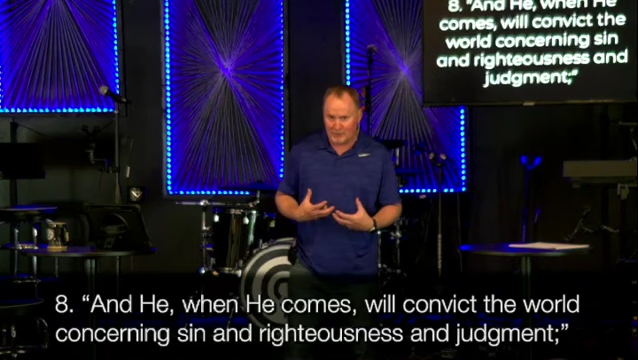 8. "And He, when He
comes, will convict the
world concerning sin
and righteousness and
judgment;"
8. “And He, when He comes, will convict the world
concerning sin and righteousness and judgment;”